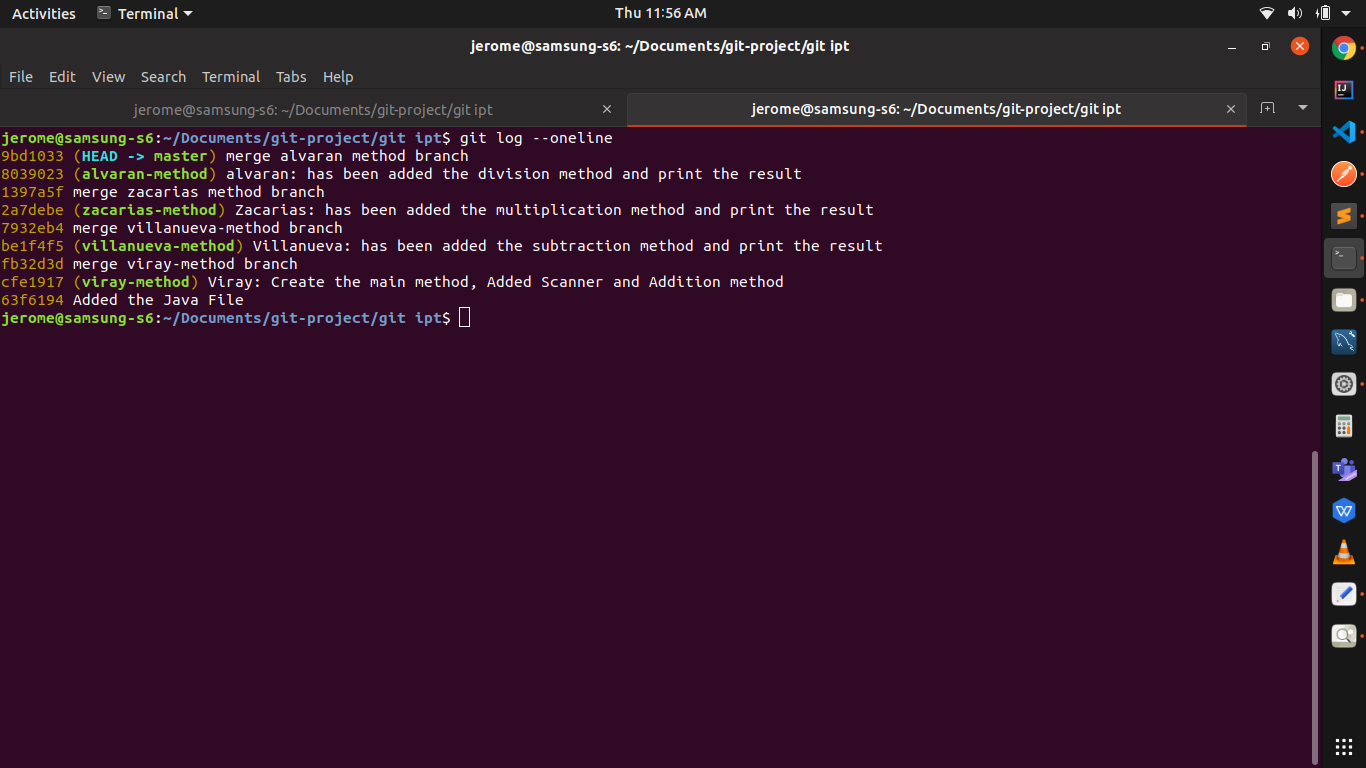 Activities Terminal Thu 11:56 AM
jerome@samsung-s6: ~/Documents/git-project/git ipt
File Edit View Search Terminal Tabs Help
jerome@samsung-s6: ~/Documents/git-project/git ipt jerome@samsung-s6: ~/Documents/git-project/git ipt
jerome@samsung-s6:~/Documents/git-project/git ipt$ git log --oneline
9bd1033 (HEAD -> master) merge alvaran method branch
8039023 (alvaran-method) alvaran: has been added the division method and print the result
1397a5f merge zacarias method branch
2a7debe (zacarias-method) Zacarias: has been added the multiplication method and print the result
7932eb4 merge villanueva-method branch
be1f4f5 (villanueva-method) Villanueva: has been added the subtraction method and print the result
fb32d3d merge viray-method branch
cfe1917 (viray-method) Viray: Create the main method, Added Scanner and Addition method
63f6194 Added the Java File
jerome@samsung-s6:~/Documents/git-project/git ipt$